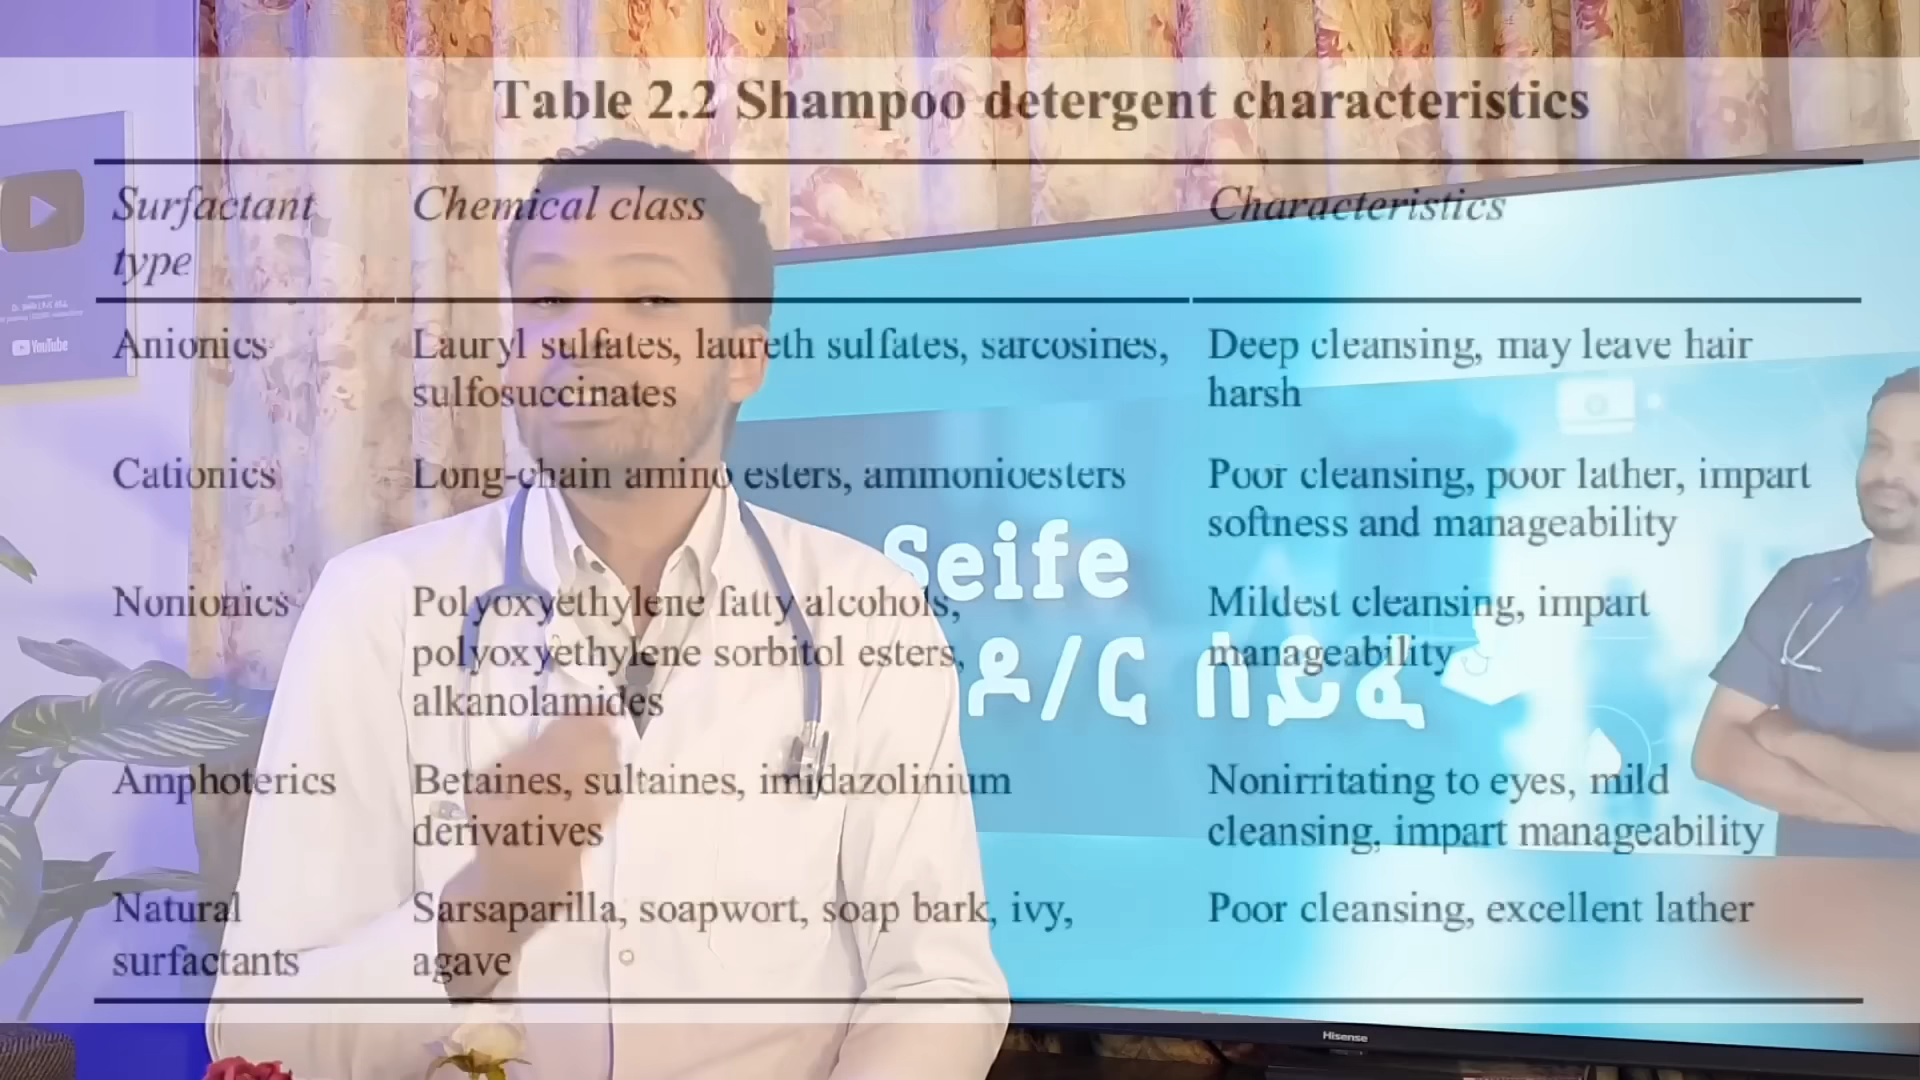 Table 2.2 Shampoo detergent characteristics
Surfactant type
Chemical class
Characteristics
Anionics
Lauryl sulfates, laureth sulfates, sarcosines,
sulfosuccinates
Deep cleansing, may leave hair
harsh
Cationics
Long-chain amino esters, ammonioesters
Poor cleansing, poor lather, impart
softness and manageability
Nonionics
Polyoxyethylene fatty alcohols,
polyoxyethylene sorbitol esters,
alkanolamides
Mildest cleansing, impart
manageability
Amphoterics
Betaines, sultaines, imidazolinium
derivatives
Nonirritating to eyes, mild
cleansing, impart manageability
Natural
surfactants
Sarsaparilla, soapwort, soap bark, ivy,
agave
Poor cleansing, excellent lather
Seife
ዶ/ር ሰይፈ
YouTube
Hisense